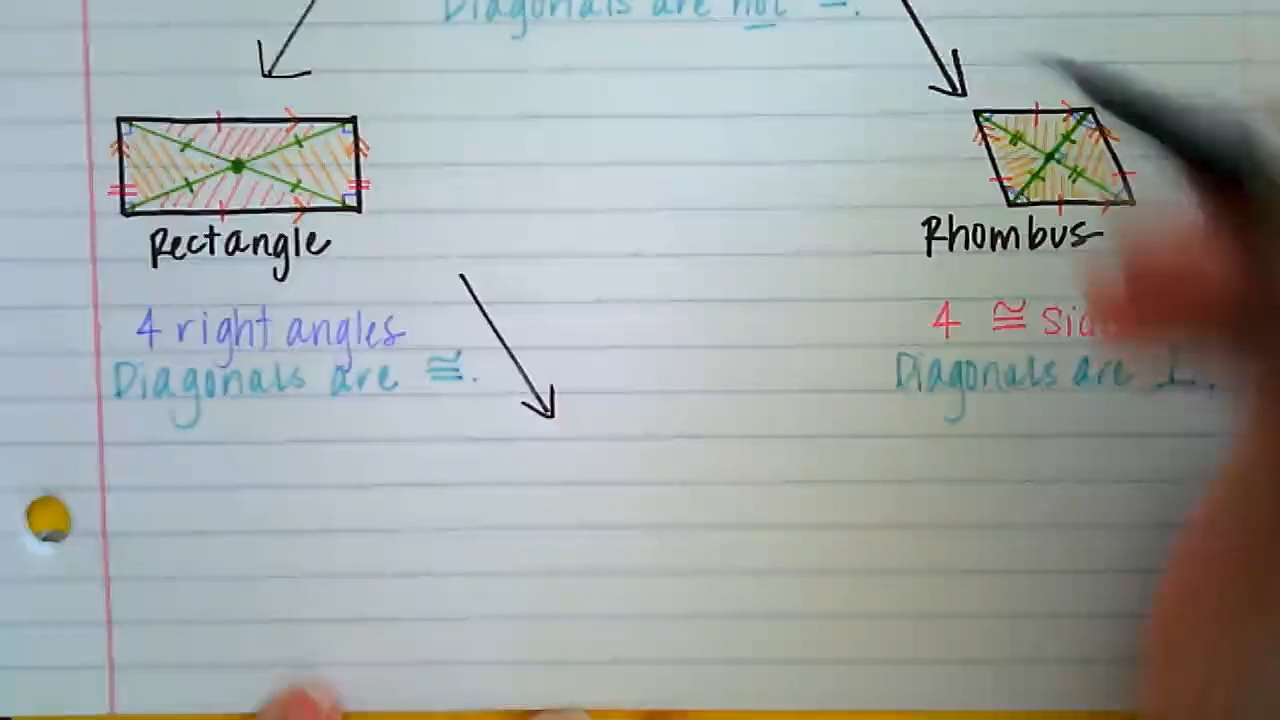 Diagonals are not ≅.
Rectangle
Rhombus
4 right angles
Diagonals are ≅.
4 ≅
Diagonals are ⊥.